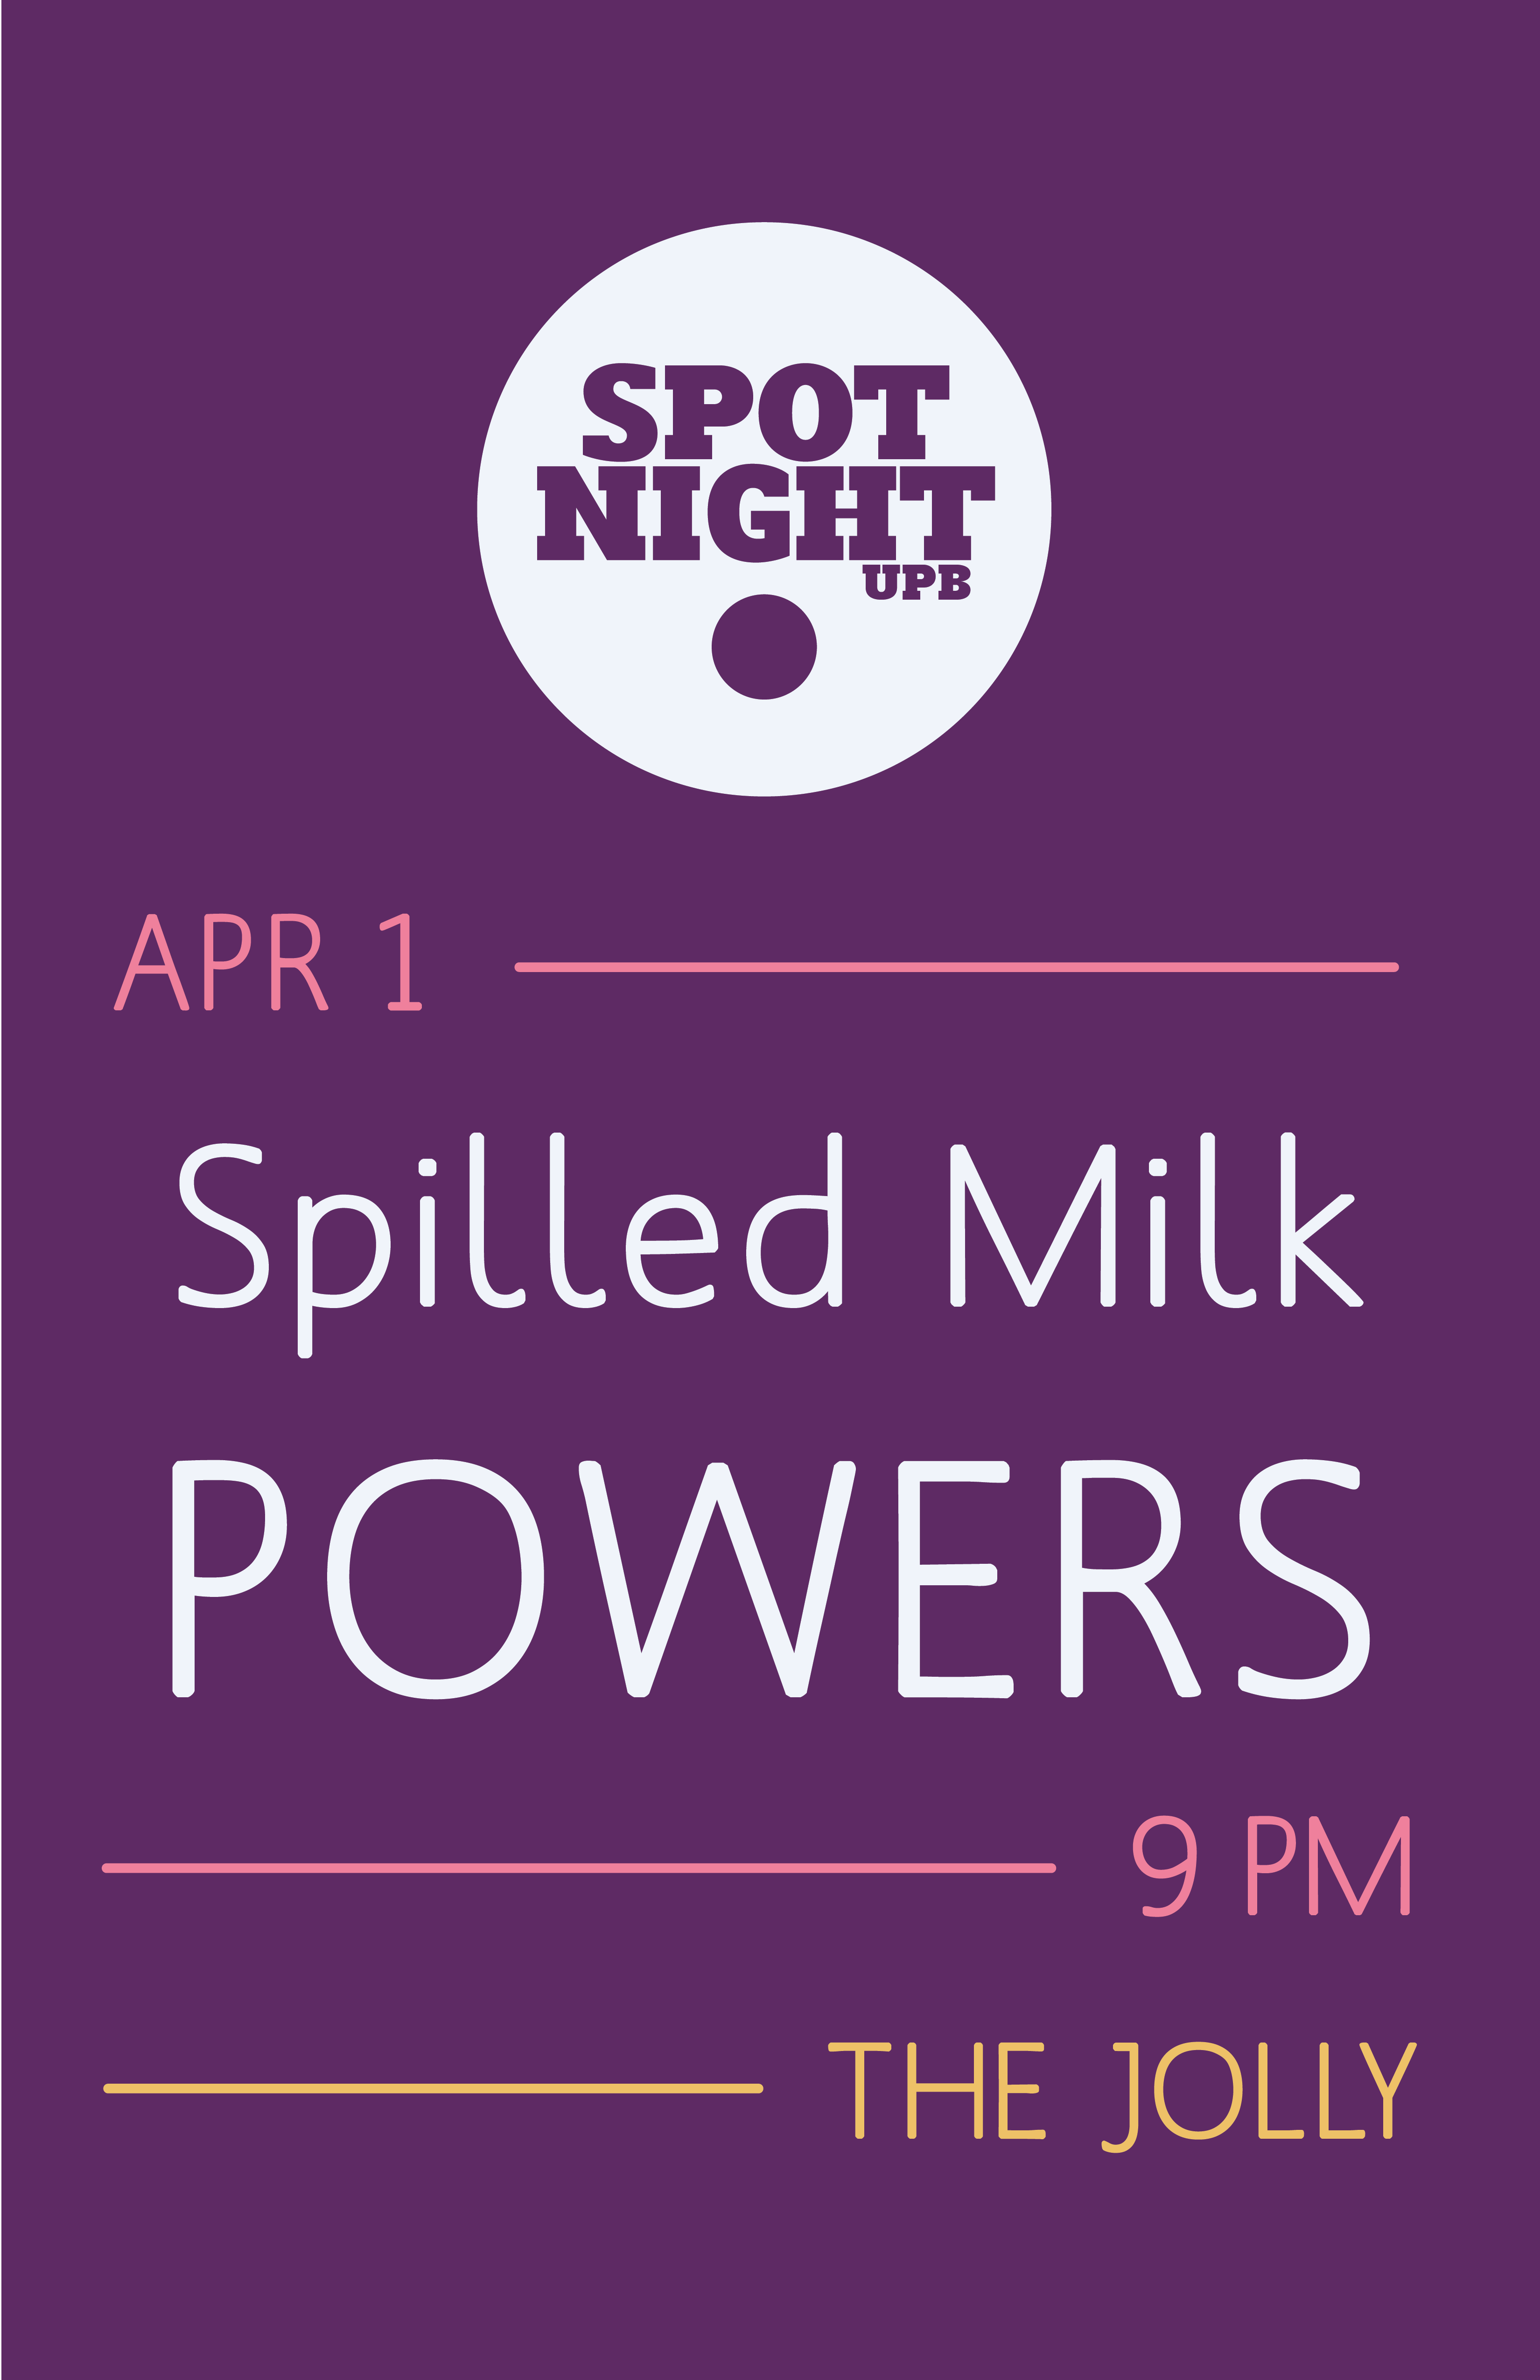 SPOT
NIGHT
UPB
APR 1
Spilled Milk
POWERS
9 PM
THE JOLLY